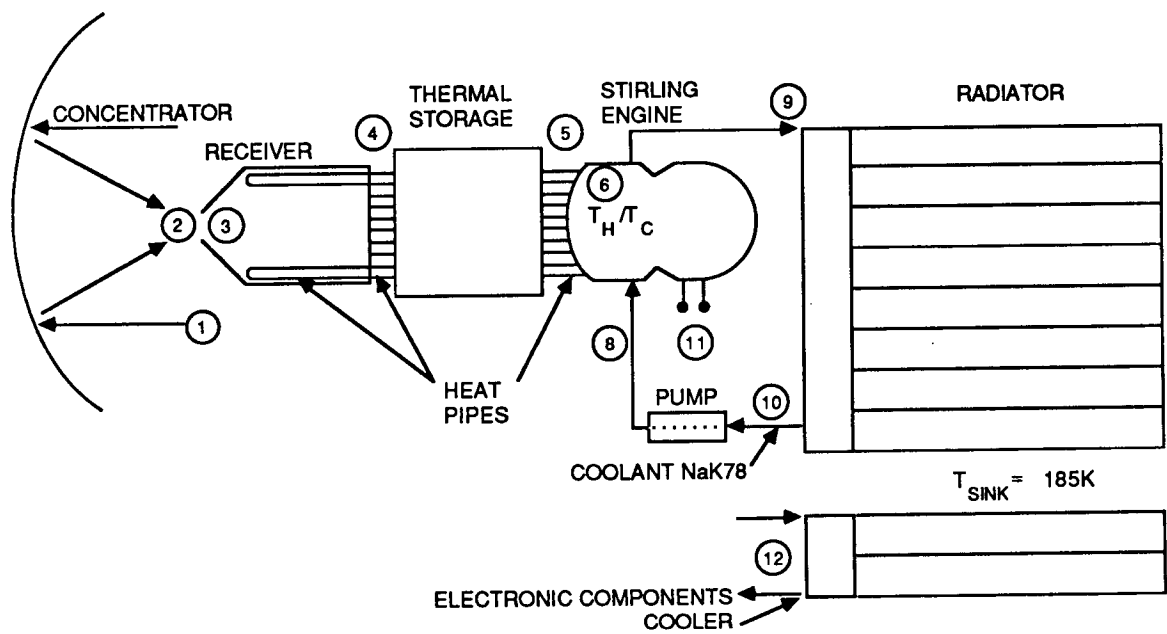 CONCENTRATOR
RECEIVER
THERMAL
STORAGE
STIRLING
ENGINE
RADIATOR
4
5
9
2
3
6
T_H/T_C
1
8
11
HEAT
PIPES
PUMP
10
COOLANT NaK78
T_SINK = 185K
12
ELECTRONIC COMPONENTS
COOLER